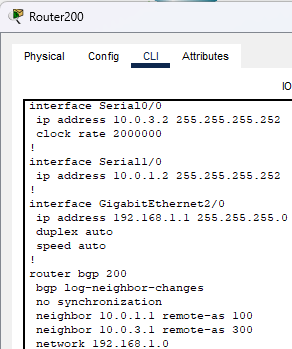 Router200
Physical Config CLI Attributes
IO
interface Serial0/0
ip address 10.0.3.2 255.255.255.252
clock rate 2000000
!
interface Serial1/0
ip address 10.0.1.2 255.255.255.252
!
interface GigabitEthernet2/0
ip address 192.168.1.1 255.255.255.0
duplex auto
speed auto
!
router bgp 200
bgp log-neighbor-changes
no synchronization
neighbor 10.0.1.1 remote-as 100
neighbor 10.0.3.1 remote-as 300
network 192.168.1.0